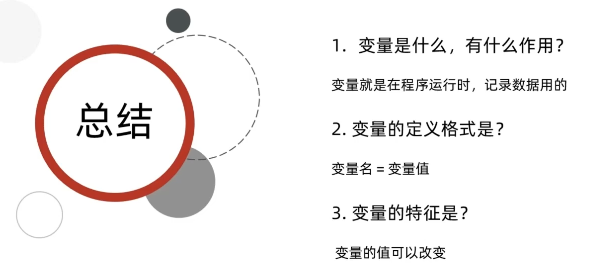 总结
1. 变量是什么，有什么作用？
变量就是在程序运行时，记录数据用的
2. 变量的定义格式是？
变量名 = 变量值
3. 变量的特征是？
变量的值可以改变